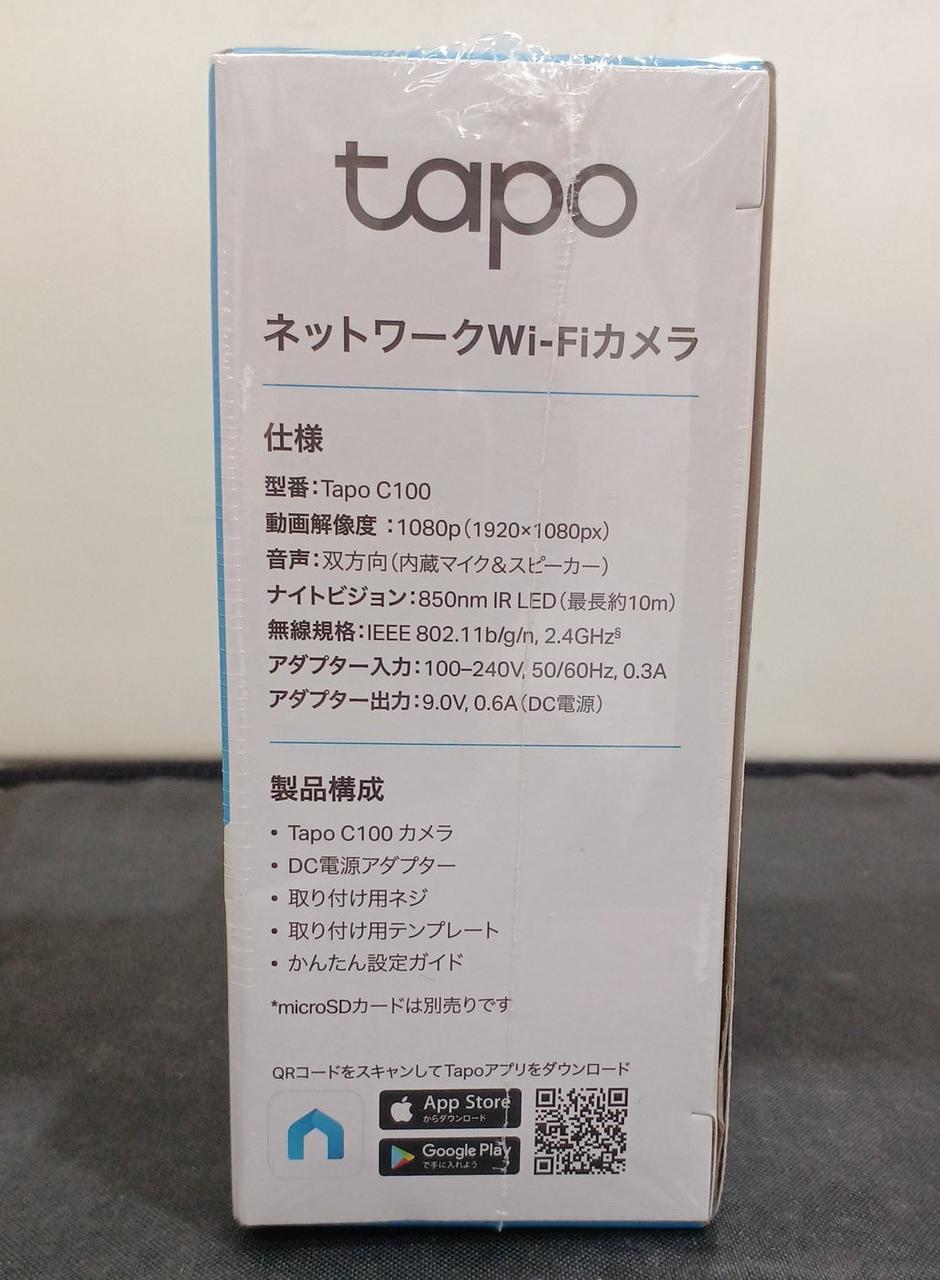 tapo
ネットワークWi-Fiカメラ
仕様
型番：Tapo C100
動画解像度 ：1080p（1920×1080px）
音声：双方向（内蔵マイク&スピーカー）
ナイトビジョン：850nm IR LED（最長約10m）
無線規格：IEEE 802.11b/g/n, 2.4GHz§
アダプター入力：100–240V, 50/60Hz, 0.3A
アダプター出力：9.0V, 0.6A（DC電源）
製品構成
• Tapo C100 カメラ
• DC電源アダプター
• 取り付け用ネジ
• 取り付け用テンプレート
• かんたん設定ガイド
*microSDカードは別売りです
QRコードをスキャンしてTapoアプリをダウンロード
App Store
からダウンロード
Google Play
で手に入れよう